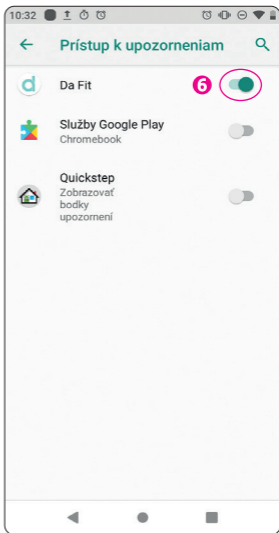 10:32
Prístup k upozorneniam
Da Fit
6
Služby Google Play
Chromebook
Quickstep
Zobrazovať
bodky
upozornení